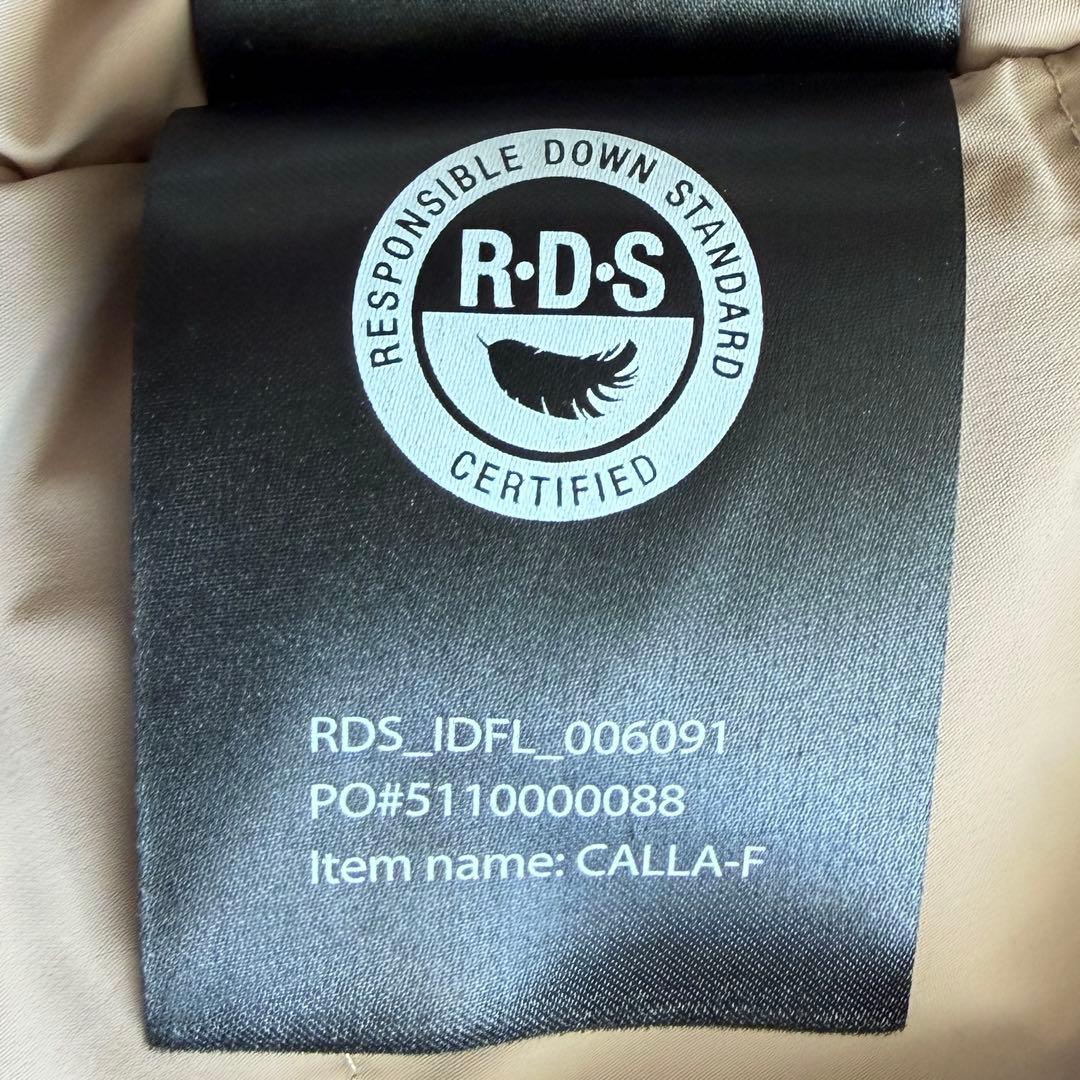 RESPONSIBLE DOWN STANDARD
R·D·S
CERTIFIED
RDS_IDFL_006091
PO#5110000088
Item name: CALLA-F